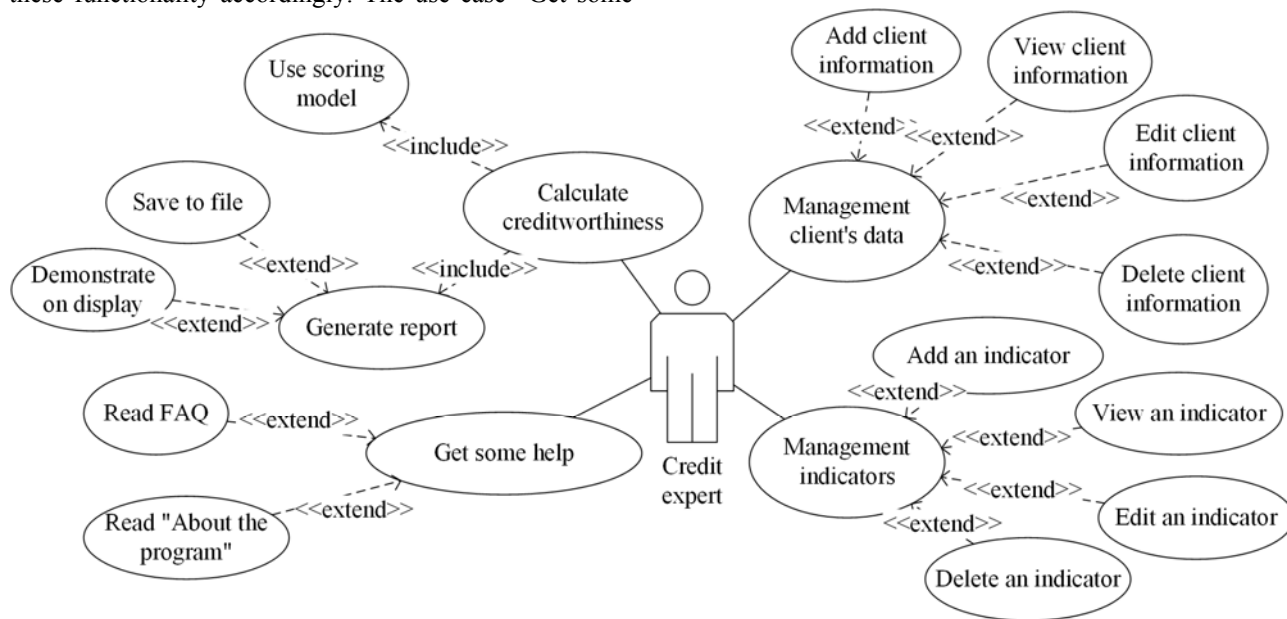 these functionality accordingly. The use case "Get some
Add client
information
View client
information
Use scoring
model
<<extend>>
<<extend>>
Edit client
information
<<include>>
Calculate
creditworthiness
Management
client's data
<<extend>>
Save to file
<<extend>>
<<include>>
<<extend>>
Demonstrate
on display
Delete client
information
<<extend>>
Generate report
Add an indicator
<<extend>>
Read FAQ
<<extend>>
View an indicator
<<extend>>
Get some help
Management
indicators
Credit
expert
<<extend>>
Read "About the
program"
<<extend>>
Edit an indicator
<<extend>>
Delete an indicator